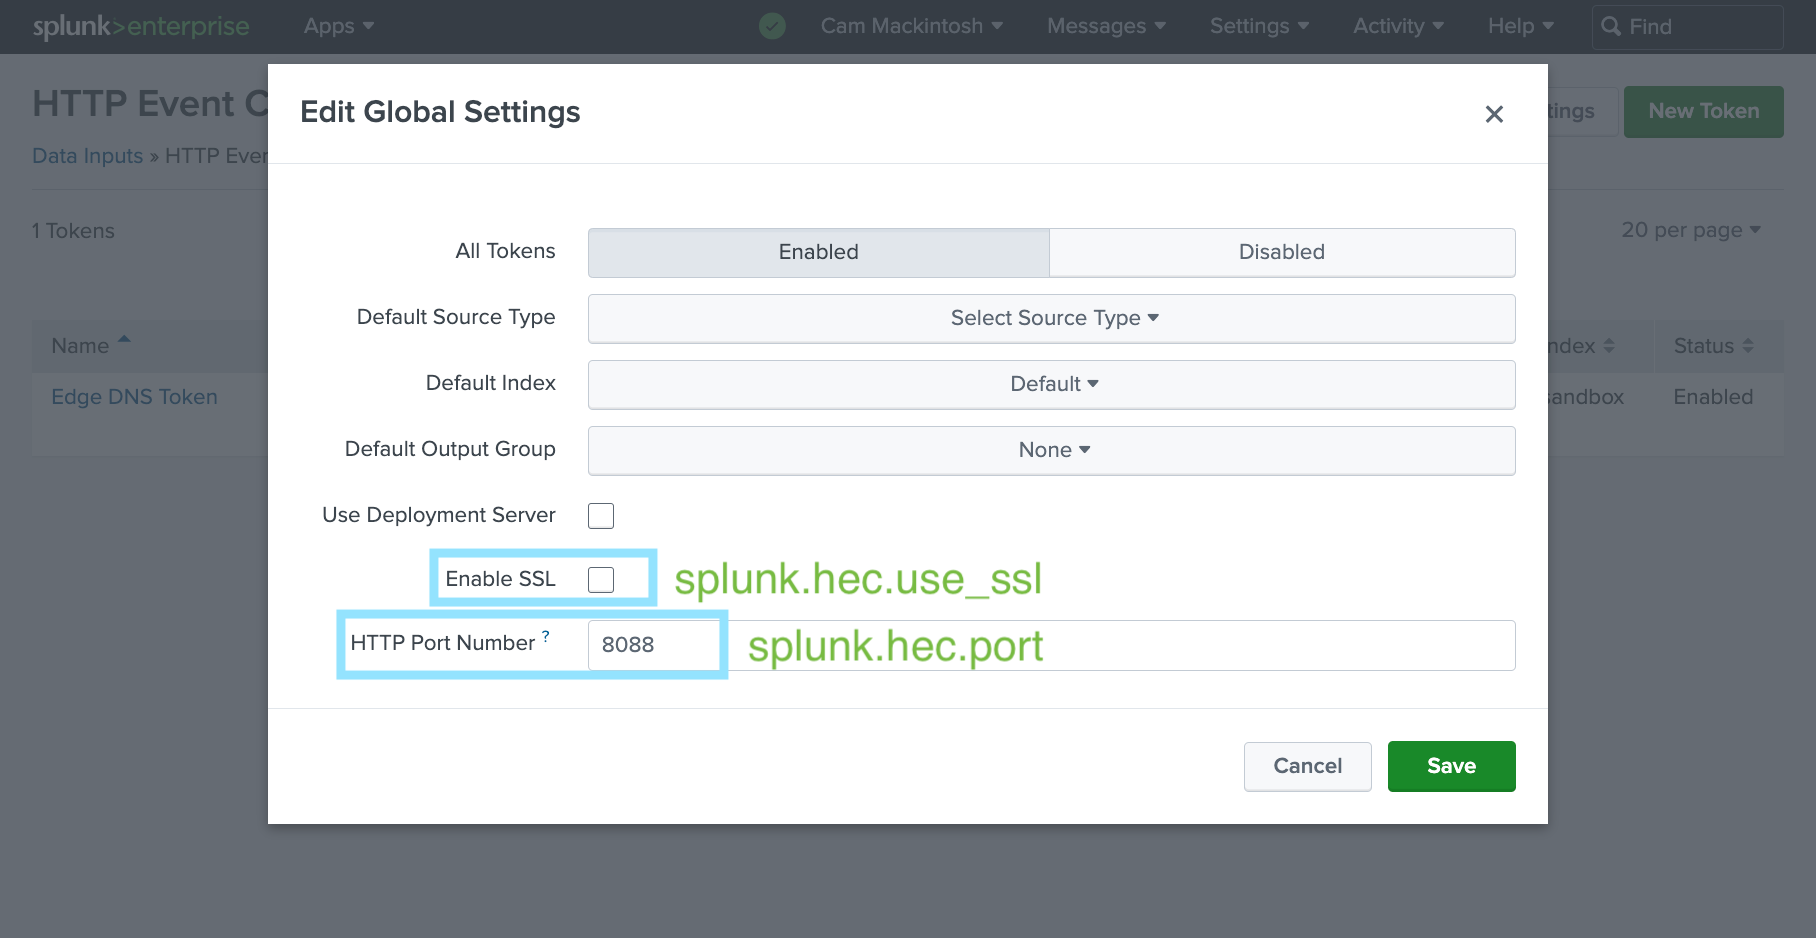 splunk>enterprise Apps Cam Mackintosh Messages Settings Activity Help Find
HTTP Event C
Edit Global Settings
tings New Token
Data Inputs » HTTP Even
1 Tokens
20 per page
All Tokens Enabled Disabled
Default Source Type Select Source Type
Name
ndex Status
Default Index Default
Edge DNS Token
sandbox Enabled
Default Output Group None
Use Deployment Server
Enable SSL splunk.hec.use_ssl
HTTP Port Number ? 8088 splunk.hec.port
Cancel Save